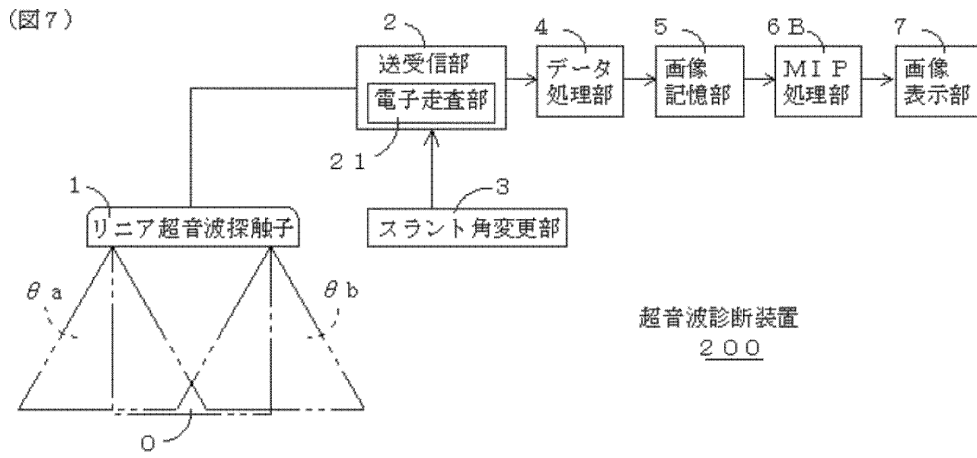 (図7)
2
4
5
6B
7
送受信部
電子走査部
21
データ
処理部
画像
記憶部
MIP
処理部
画像
表示部
1
リニア超音波探触子
3
スラント角変更部
θa
θb
0
超音波診断装置
200